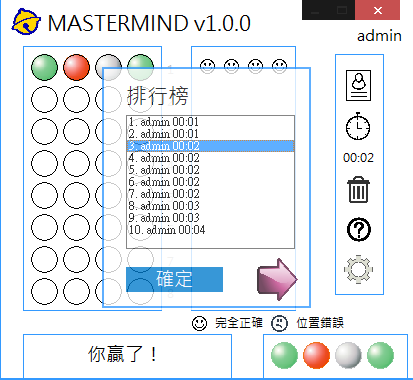 MASTERMIND v1.0.0
admin
排行榜
1. admin 00:01
2. admin 00:01
3. admin 00:02
4. admin 00:02
5. admin 00:02
6. admin 00:02
7. admin 00:02
8. admin 00:03
9. admin 00:03
10. admin 00:04
確定
00:02
完全正確 位置錯誤
你贏了！